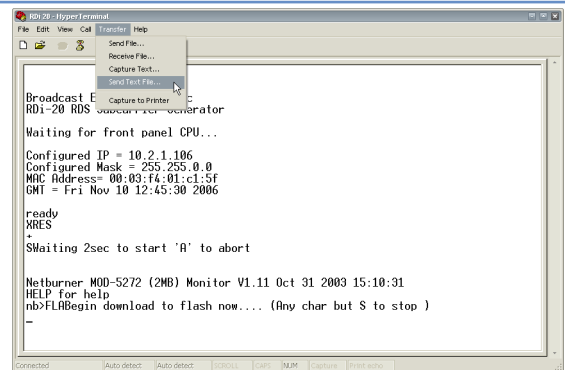 RDi 20 - HyperTerminal
File Edit View Call Transfer Help
Send File...
Receive File...
Capture Text...
Send Text File...
Capture to Printer
Broadcast E c
RDi-20 RDS Subcarrier Generator
Waiting for front panel CPU...
Configured IP = 10.2.1.106
Configured Mask = 255.255.0.0
MAC Address= 00:03:f4:01:c1:5f
GMT = Fri Nov 10 12:45:30 2006
ready
XRES
+
SWaiting 2sec to start 'A' to abort
Netburner MOD-5272 (2MB) Monitor V1.11 Oct 31 2003 15:10:31
HELP for help
nb>FLABegin download to flash now.... (Any char but S to stop )
_
Connected Auto detect Auto detect SCROLL CAPS NUM Capture Print echo